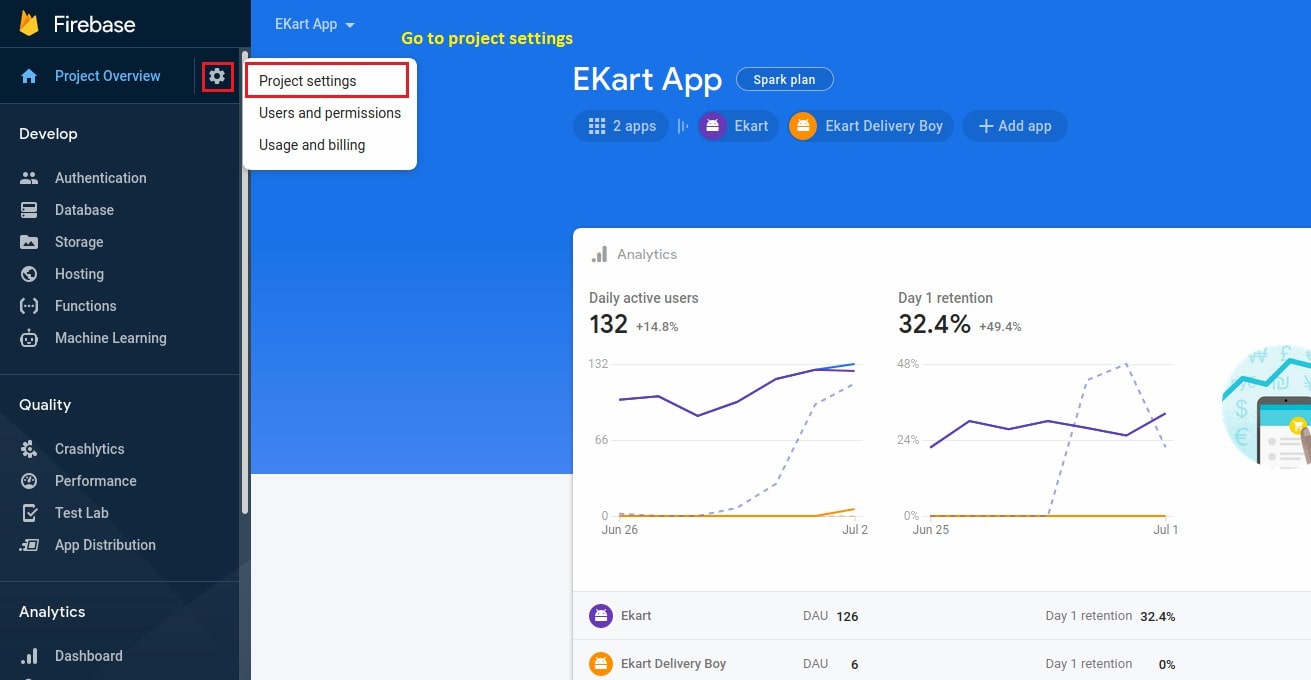 Firebase
EKart App
Go to project settings
Project Overview
Project settings
Users and permissions
Usage and billing
EKart App
Spark plan
2 apps
Ekart
Ekart Delivery Boy
+ Add app
Develop
Authentication
Database
Storage
Hosting
Functions
Machine Learning
Quality
Crashlytics
Performance
Test Lab
App Distribution
Analytics
Dashboard
Analytics
Daily active users
132 +14.8%
132
66
0
Jun 26
Jul 2
Day 1 retention
32.4% +49.4%
48%
24%
0%
Jun 25
Jul 1
Ekart
DAU 126
Day 1 retention 32.4%
Ekart Delivery Boy
DAU 6
Day 1 retention 0%